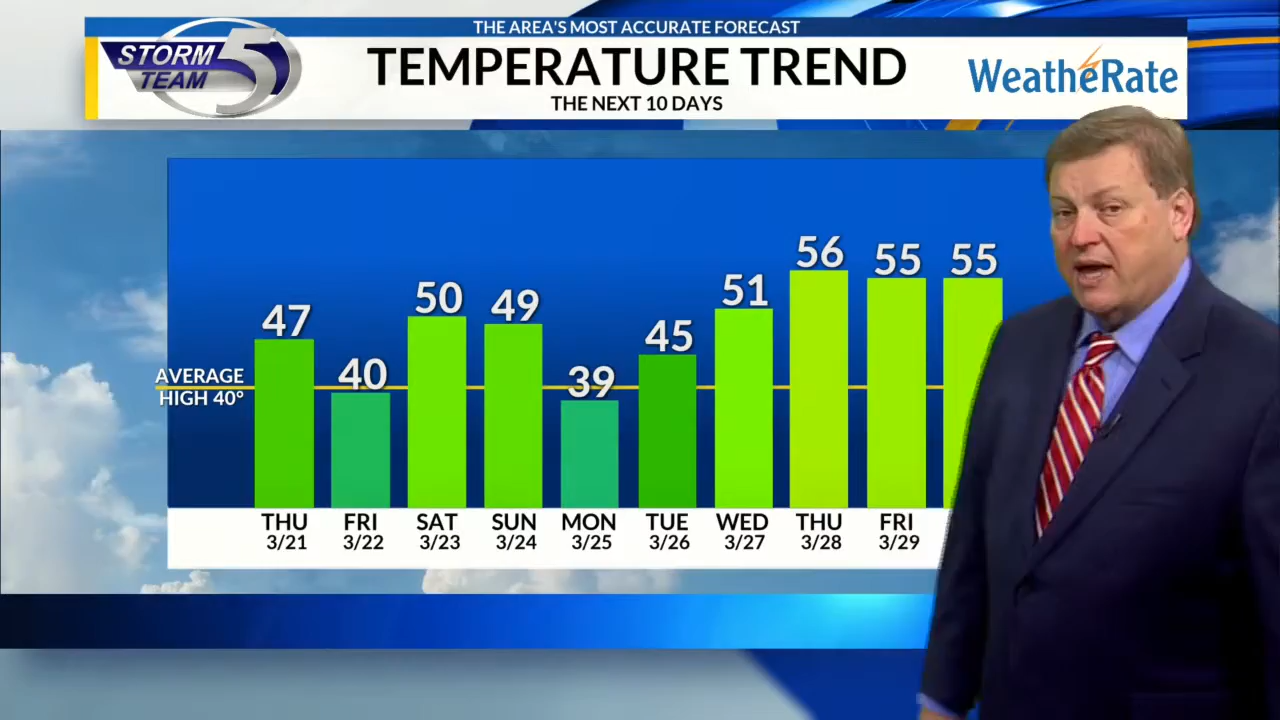 THE AREA'S MOST ACCURATE FORECAST
STORM TEAM 5
TEMPERATURE TREND
WeatheRate
THE NEXT 10 DAYS
47 40 50 49 39 45 51 56 55 55
AVERAGE
HIGH 40°
THU FRI SAT SUN MON TUE WED THU FRI
3/21 3/22 3/23 3/24 3/25 3/26 3/27 3/28 3/29